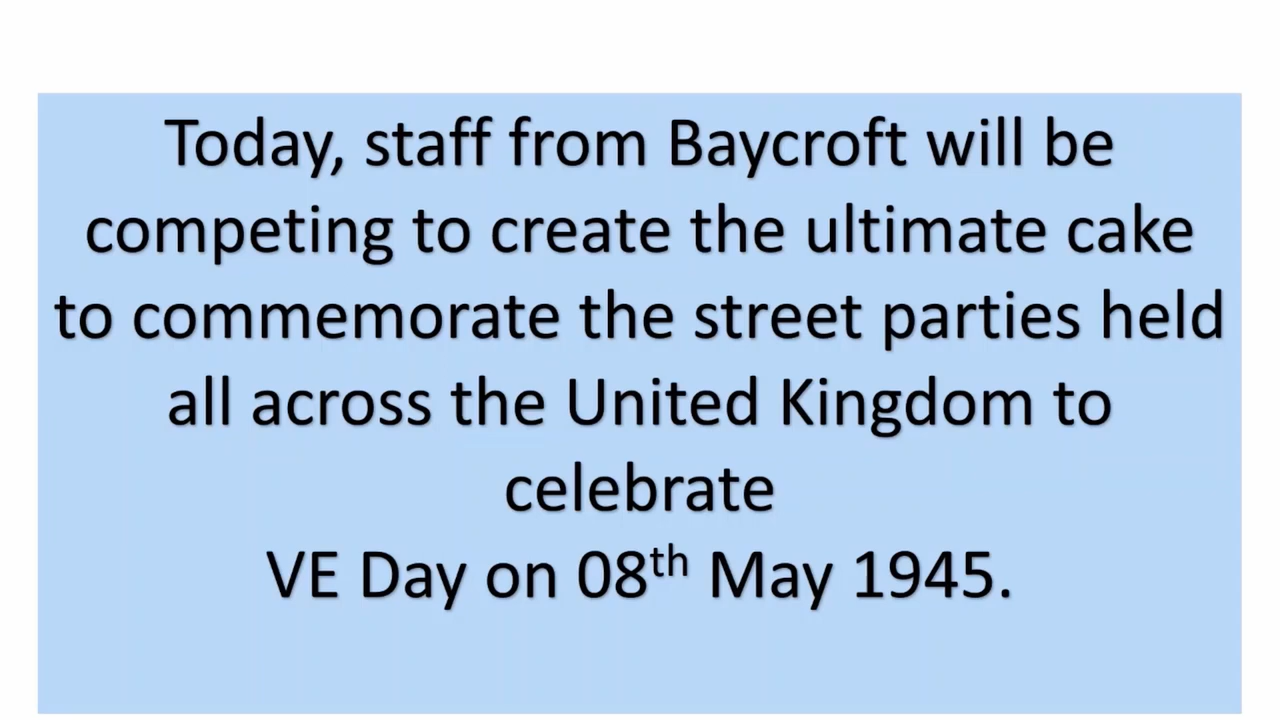 Today, staff from Baycroft will be
competing to create the ultimate cake
to commemorate the street parties held
all across the United Kingdom to
celebrate
VE Day on 08th May 1945.